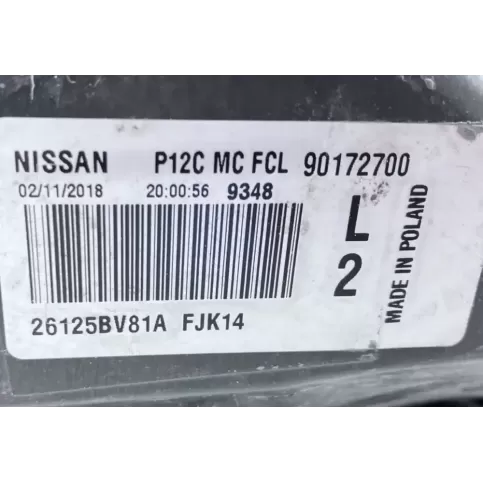 NISSAN P12C MC FCL 90172700
02/11/2018 20:00:56 9348
L
2
MADE IN POLAND
26125BV81A FJK14